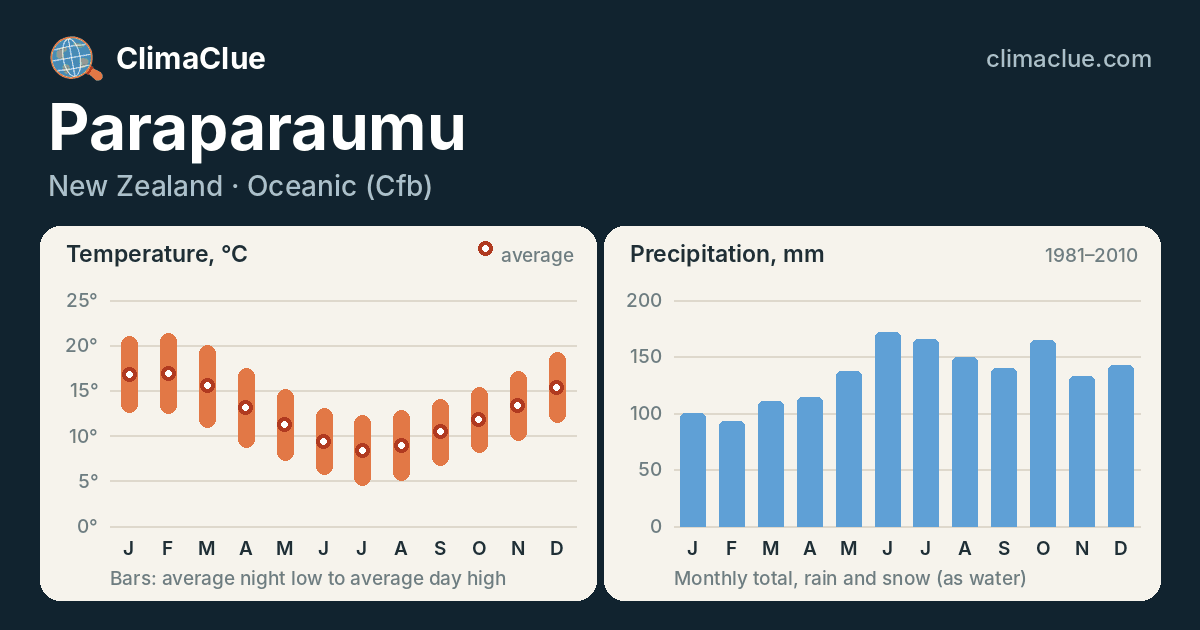 ClimaClue
climaclue.com
Paraparaumu
New Zealand · Oceanic (Cfb)
Temperature, °C
average
25°
20°
15°
10°
5°
0°
J F M A M J J A S O N D
Bars: average night low to average day high
Precipitation, mm
1981–2010
200
150
100
50
0
J F M A M J J A S O N D
Monthly total, rain and snow (as water)